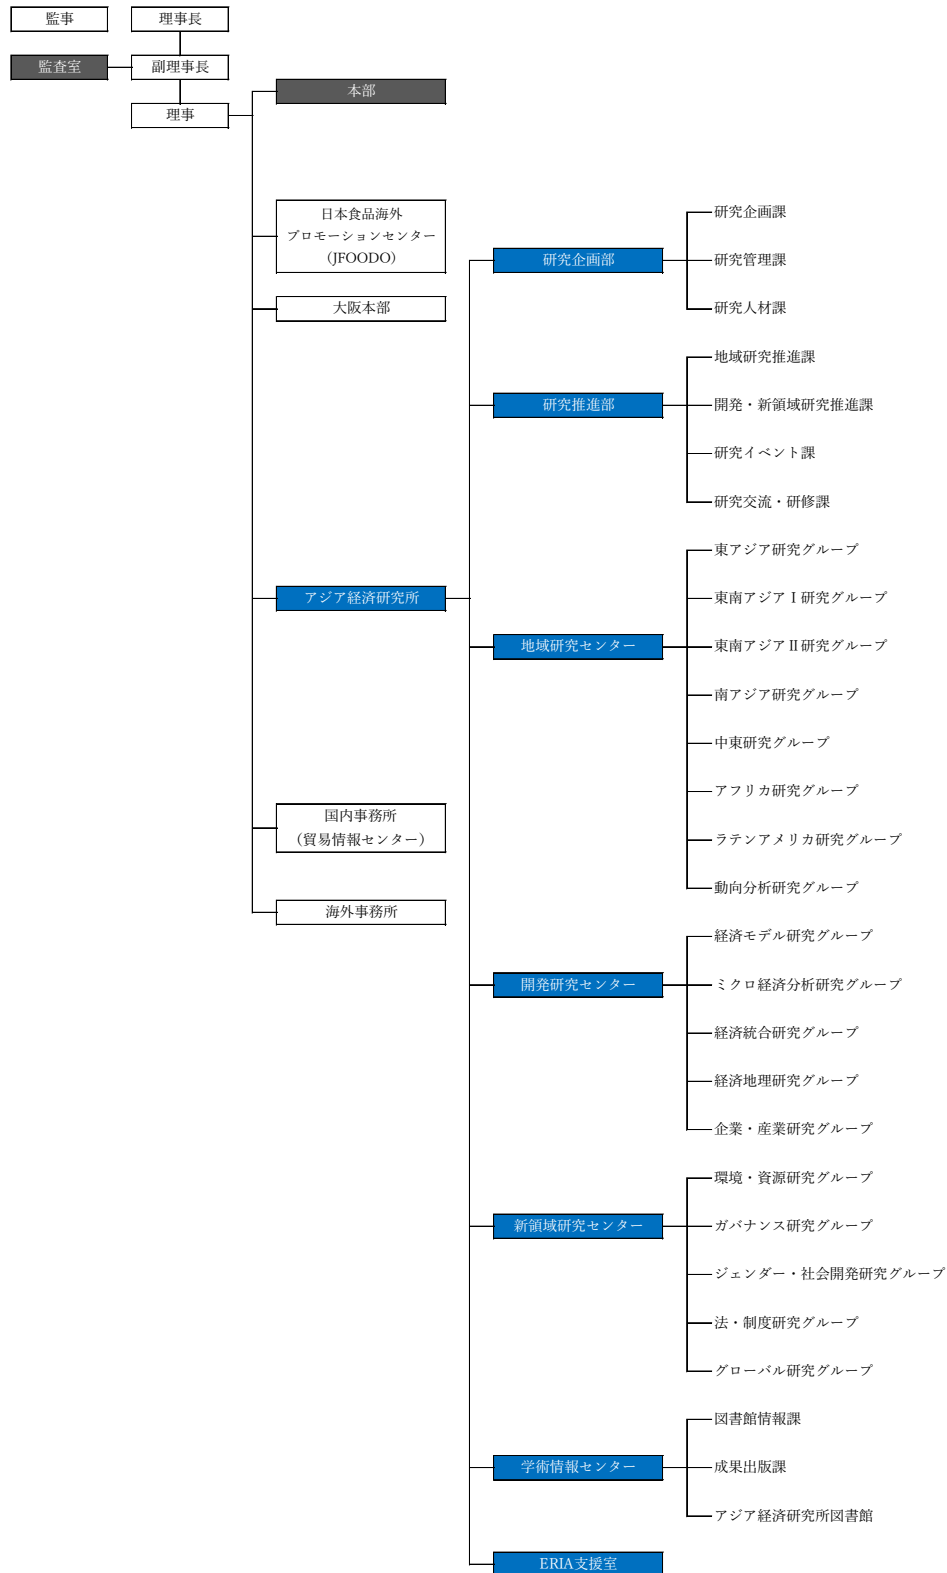 監事
理事長
監査室
副理事長
理事
本部
日本食品海外
プロモーションセンター
（JFOODO）
大阪本部
アジア経済研究所
国内事務所
（貿易情報センター）
海外事務所
研究企画部
研究企画課
研究管理課
研究人材課
研究推進部
地域研究推進課
開発・新領域研究推進課
研究イベント課
研究交流・研修課
地域研究センター
東アジア研究グループ
東南アジアⅠ研究グループ
東南アジアⅡ研究グループ
南アジア研究グループ
中東研究グループ
アフリカ研究グループ
ラテンアメリカ研究グループ
動向分析研究グループ
開発研究センター
経済モデル研究グループ
ミクロ経済分析研究グループ
経済統合研究グループ
経済地理研究グループ
企業・産業研究グループ
新領域研究センター
環境・資源研究グループ
ガバナンス研究グループ
ジェンダー・社会開発研究グループ
法・制度研究グループ
グローバル研究グループ
学術情報センター
図書館情報課
成果出版課
アジア経済研究所図書館
ERIA支援室